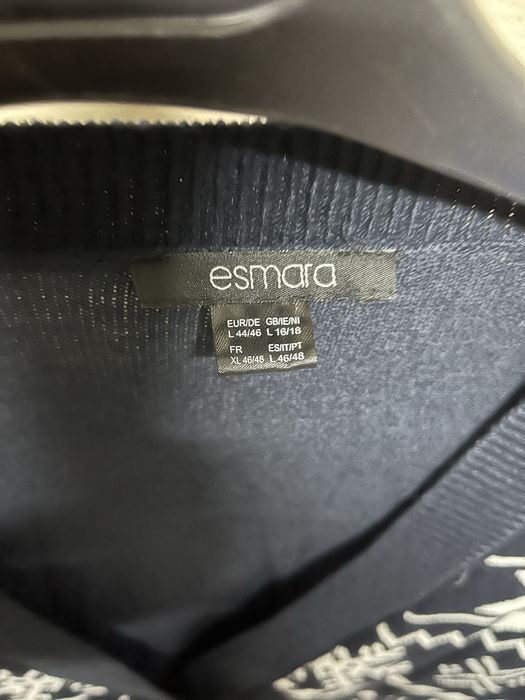 esmara
EUR/DE GB/IE/NI
L 44/46 L 16/18
FR ES/IT/PT
XL 46/48 L 46/48